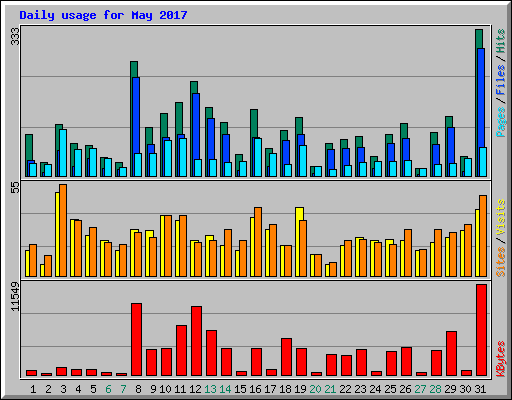 Daily usage for May 2017
333
Pages / Files / Hits
55
Sites / Visits
11549
KBytes
1 2 3 4 5 6 7 8 9 10 11 12 13 14 15 16 17 18 19 20 21 22 23 24 25 26 27 28 29 30 31